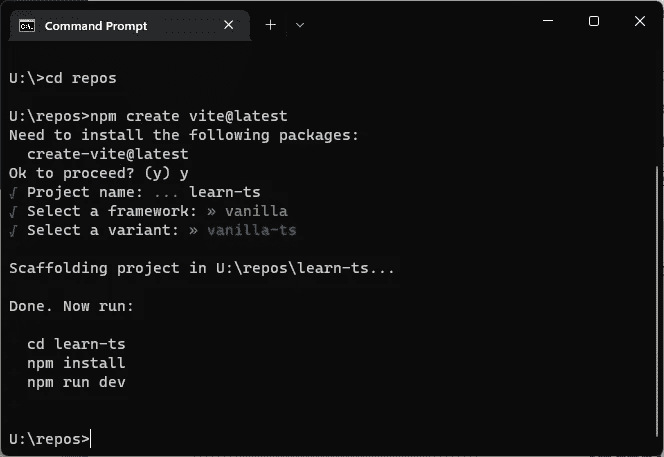 Command Prompt
U:\>cd repos
U:\repos>npm create vite@latest
Need to install the following packages:
create-vite@latest
Ok to proceed? (y) y
√ Project name: ... learn-ts
√ Select a framework: » vanilla
√ Select a variant: » vanilla-ts
Scaffolding project in U:\repos\learn-ts...
Done. Now run:
cd learn-ts
npm install
npm run dev
U:\repos>